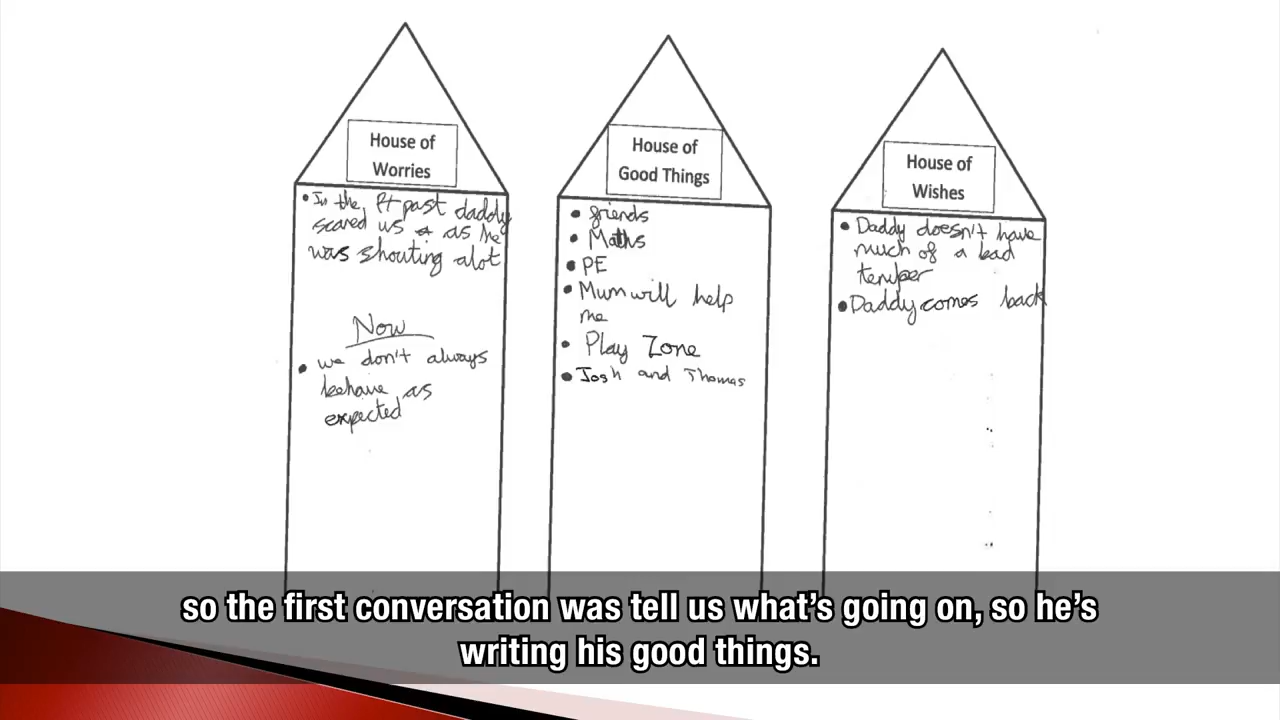 House of
Worries
• In the Pt past daddy
scared us a as he
was shouting alot
Now
• we don't always
behave as
expected
House of
Good Things
• friends
• Maths
• PE
• Mum will help
me
• Play Zone
• Josh and Thomas
House of
Wishes
• Daddy doesn't have
much of a bad
temper
• Daddy comes back
so the first conversation was tell us what's going on, so he's
writing his good things.